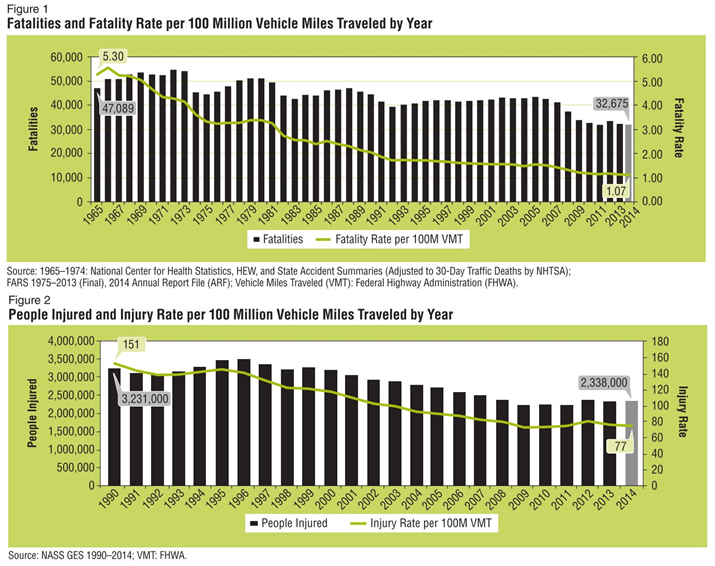 Figure 1
Fatalities and Fatality Rate per 100 Million Vehicle Miles Traveled by Year
60,000
50,000
40,000
30,000
20,000
10,000
0
Fatalities
5.30
47,089
32,675
1.07
6.00
5.00
4.00
3.00
2.00
1.00
0.00
Fatality Rate
1965 1967 1969 1971 1973 1975 1977 1979 1981 1983 1985 1987 1989 1991 1993 1995 1997 1999 2001 2003 2005 2007 2009 2011 2013 2014
Fatalities Fatality Rate per 100M VMT
Source: 1965–1974: National Center for Health Statistics, HEW, and State Accident Summaries (Adjusted to 30-Day Traffic Deaths by NHTSA);
FARS 1975–2013 (Final), 2014 Annual Report File (ARF); Vehicle Miles Traveled (VMT): Federal Highway Administration (FHWA).
Figure 2
People Injured and Injury Rate per 100 Million Vehicle Miles Traveled by Year
4,000,000
3,500,000
3,000,000
2,500,000
2,000,000
1,500,000
1,000,000
500,000
0
People Injured
151
3,231,000
2,338,000
77
180
160
140
120
100
80
60
40
20
0
Injury Rate
1990 1991 1992 1993 1994 1995 1996 1997 1998 1999 2000 2001 2002 2003 2004 2005 2006 2007 2008 2009 2010 2011 2012 2013 2014
People Injured Injury Rate per 100M VMT
Source: NASS GES 1990–2014; VMT: FHWA.